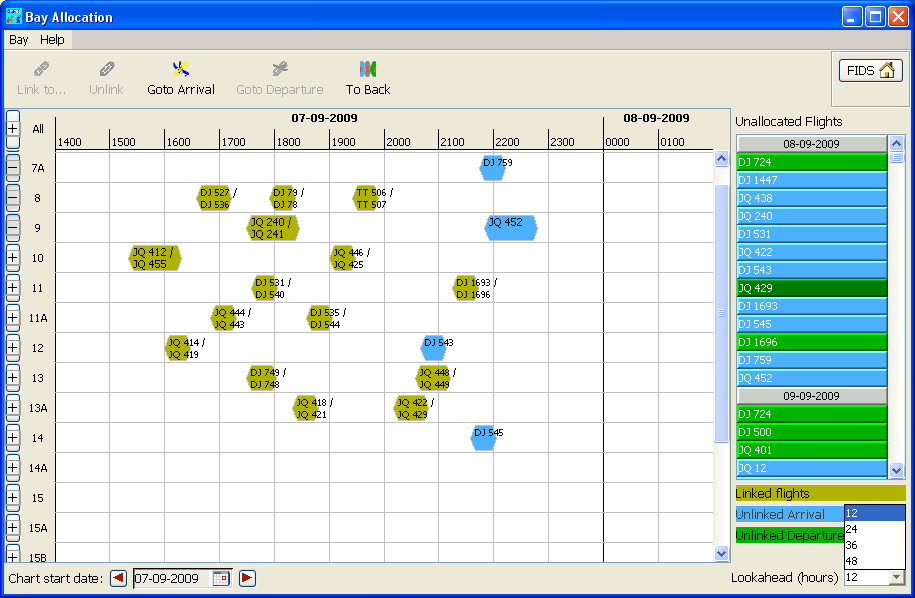 Bay Allocation
Bay Help
Link to... Unlink Goto Arrival Goto Departure To Back
FIDS
07-09-2009 08-09-2009
All 1400 1500 1600 1700 1800 1900 2000 2100 2200 2300 0000 0100
7A
DJ 759
8
DJ 527 /
DJ 536
DJ 79 /
DJ 78
TT 506 /
TT 507
9
JQ 240 /
JQ 241
JQ 452
10
JQ 412 /
JQ 455
JQ 446 /
JQ 425
11
DJ 531 /
DJ 540
DJ 1693 /
DJ 1696
11A
JQ 444 /
JQ 443
DJ 535 /
DJ 544
12
JQ 414 /
JQ 419
DJ 543
13
DJ 749 /
DJ 748
JQ 448 /
JQ 449
13A
JQ 418 /
JQ 421
JQ 422 /
JQ 429
14
DJ 545
14A
15
15A
15B
Unallocated Flights
08-09-2009
DJ 724
DJ 1447
JQ 438
JQ 240
DJ 531
JQ 422
DJ 543
JQ 429
DJ 1693
DJ 545
DJ 1696
DJ 759
JQ 452
09-09-2009
DJ 724
DJ 500
JQ 401
JQ 12
Linked flights
Unlinked Arrival
Unlinked Departure
12
24
36
48
Lookahead (hours) 12
Chart start date: 07-09-2009